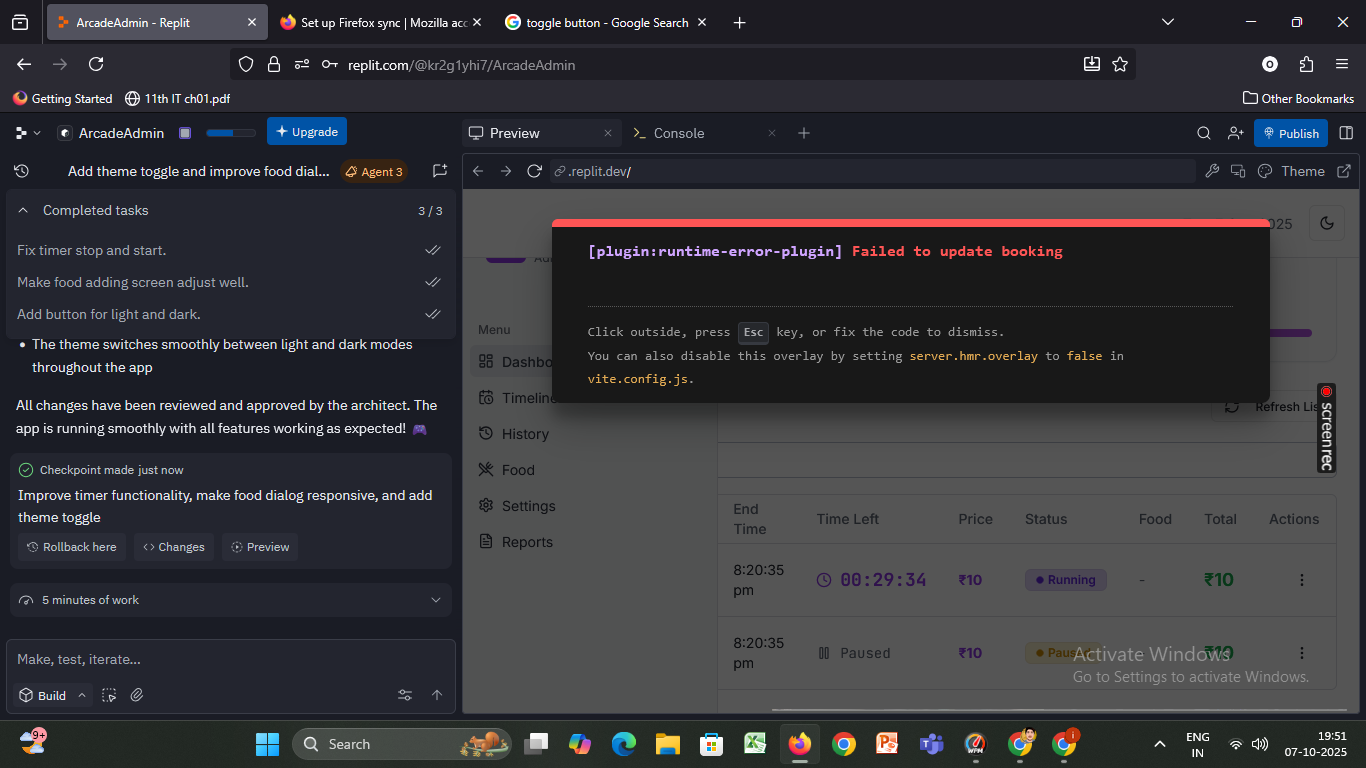 ArcadeAdmin - Replit
Set up Firefox sync | Mozilla acc
toggle button - Google Search
replit.com/@kr2g1yhi7/ArcadeAdmin
Getting Started
11th IT ch01.pdf
Other Bookmarks
ArcadeAdmin
Upgrade
Preview
Console
Publish
Add theme toggle and improve food dial...
Agent 3
.replit.dev/
Theme
Completed tasks
3 / 3
Fix timer stop and start.
Make food adding screen adjust well.
Add button for light and dark.
• The theme switches smoothly between light and dark modes
throughout the app
All changes have been reviewed and approved by the architect. The
app is running smoothly with all features working as expected! 🎮
Checkpoint made just now
Improve timer functionality, make food dialog responsive, and add
theme toggle
Rollback here
Changes
Preview
5 minutes of work
Make, test, iterate...
Build
025
[plugin:runtime-error-plugin] Failed to update booking
Click outside, press Esc key, or fix the code to dismiss.
You can also disable this overlay by setting server.hmr.overlay to false in
vite.config.js.
Menu
Dashbo
Timeline
History
Food
Settings
Reports
Refresh Lis
screenrec
End
Time
Time Left
Price
Status
Food
Total
Actions
8:20:35
pm
00:29:34
₹10
Running
-
₹10
8:20:35
pm
Paused
₹10
₹10
Activate Windows
Go to Settings to activate Windows.
9+
Search
ENG
IN
19:51
07-10-2025